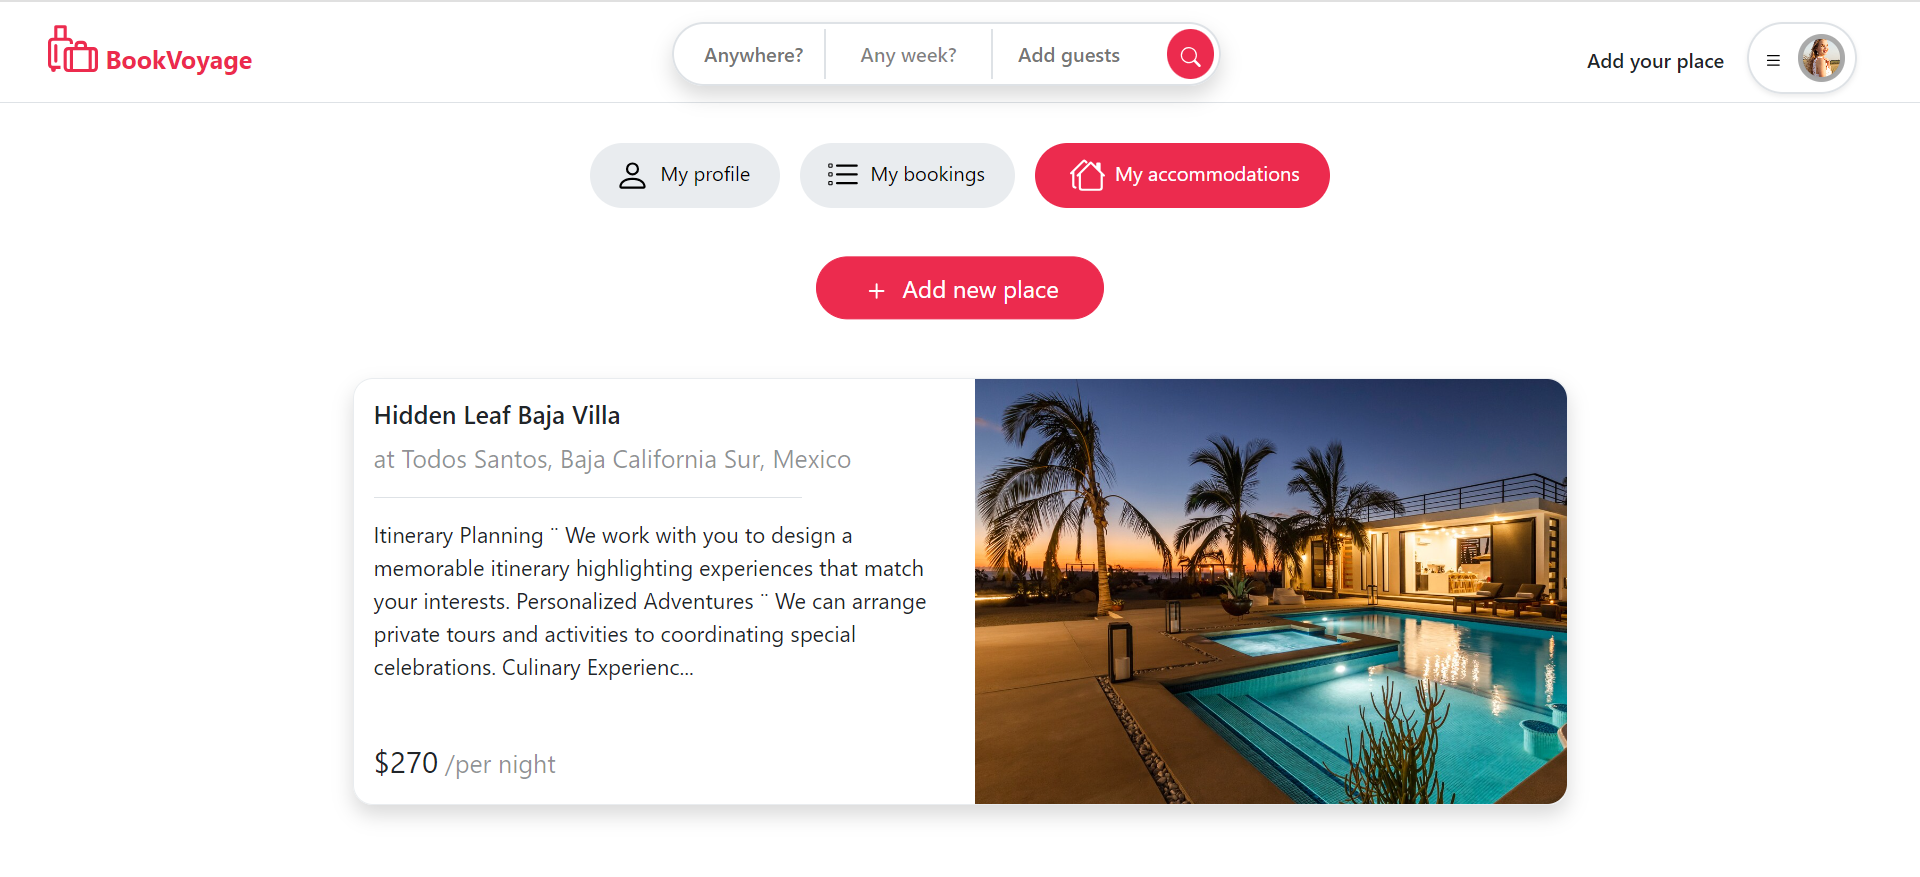 BookVoyage
Anywhere?
Any week?
Add guests
Add your place
My profile
My bookings
My accommodations
+ Add new place
Hidden Leaf Baja Villa
at Todos Santos, Baja California Sur, Mexico
Itinerary Planning ¨ We work with you to design a
memorable itinerary highlighting experiences that match
your interests. Personalized Adventures ¨ We can arrange
private tours and activities to coordinating special
celebrations. Culinary Experienc...
$270 /per night